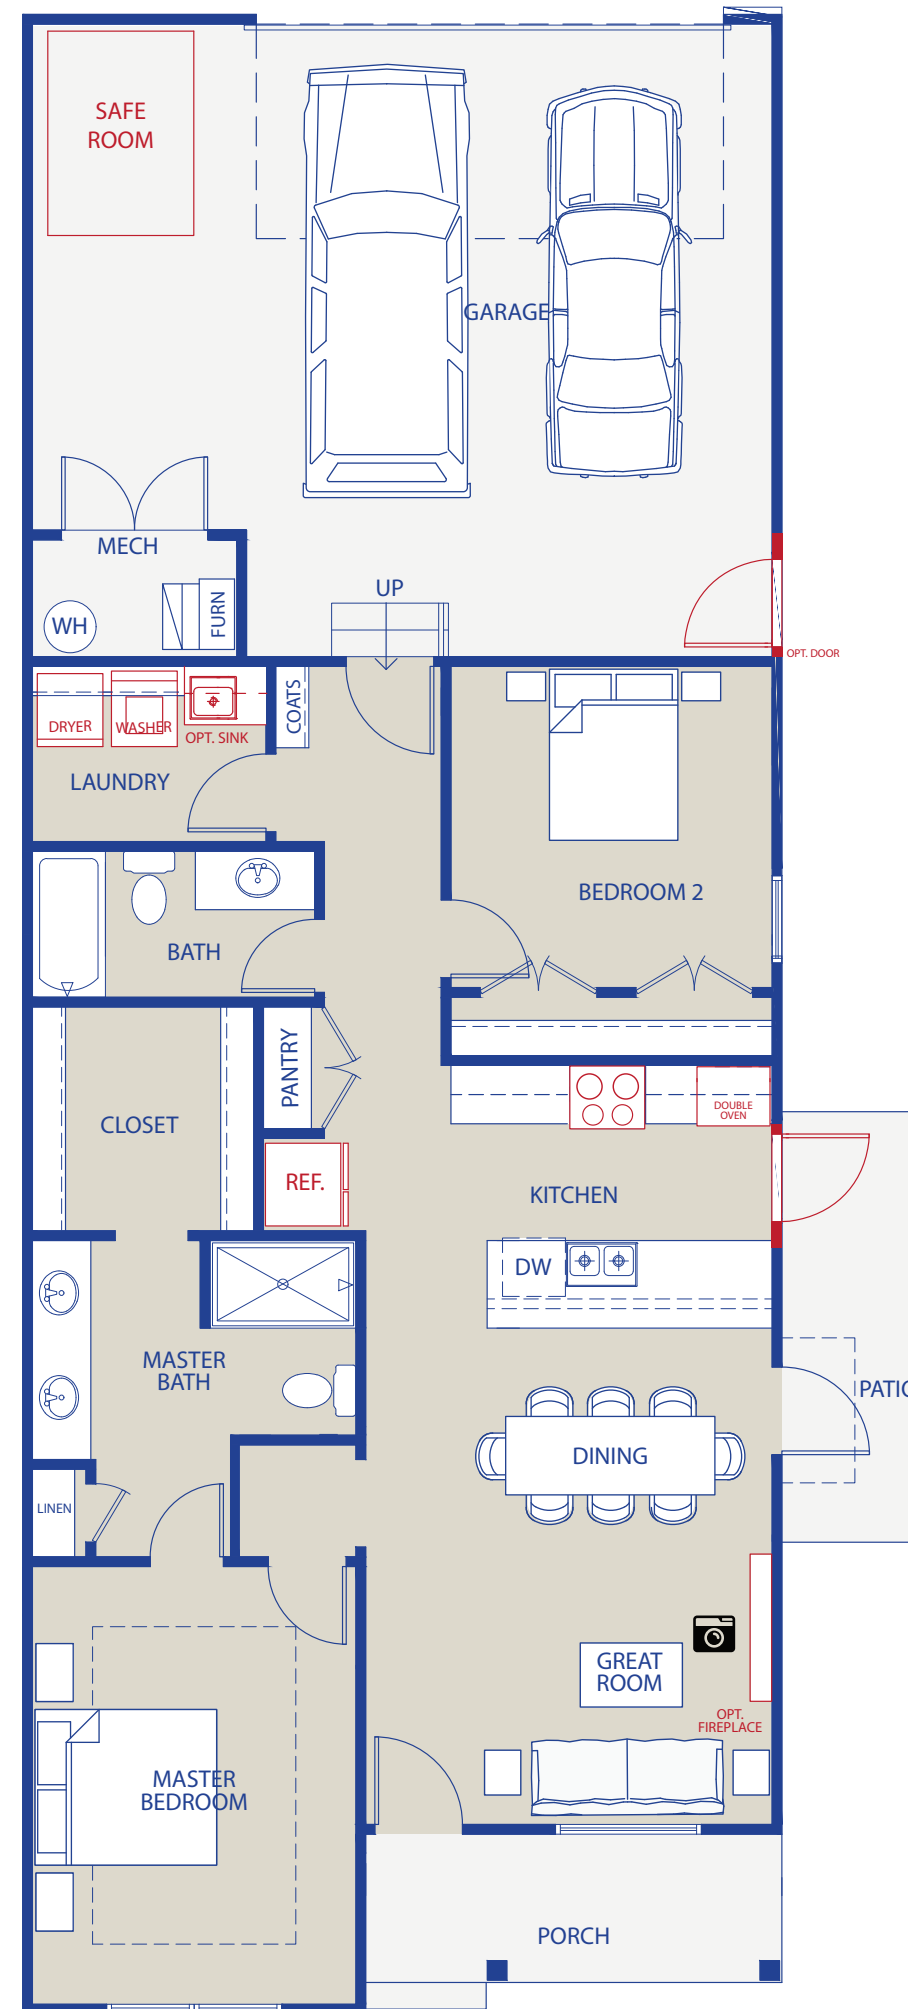 SAFE
ROOM
GARAGE
MECH
UP
WH
FURN
OPT. DOOR
COATS
DRYER
WASHER
OPT. SINK
LAUNDRY
BEDROOM 2
BATH
PANTRY
CLOSET
DOUBLE
OVEN
REF.
KITCHEN
DW
MASTER
BATH
PATIO
DINING
LINEN
GREAT
ROOM
OPT.
FIREPLACE
MASTER
BEDROOM
PORCH